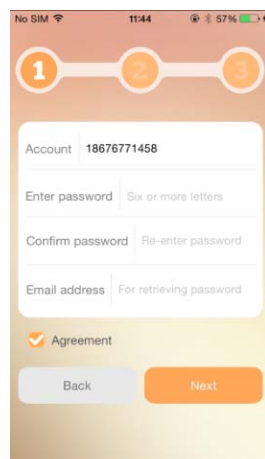 No SIM 11:44 57%
1 2 3
Account 18676771458
Enter password Six or more letters
Confirm password Re-enter password
Email address For retrieving password
Agreement
Back Next